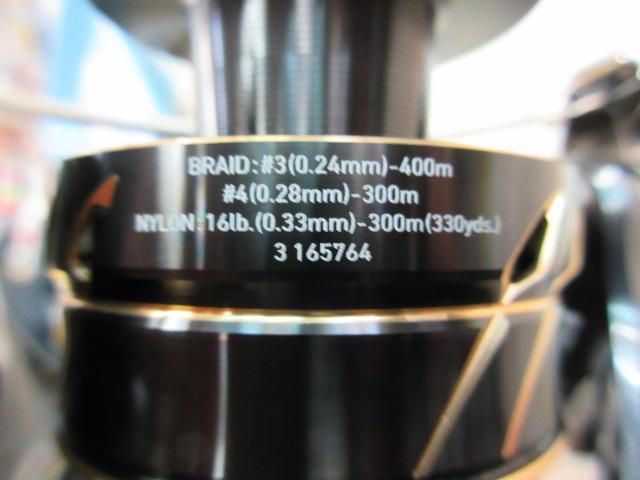 BRAID:#3(0.24mm)-400m
#4(0.28mm)-300m
NYLON:16lb.(0.33mm)-300m(330yds.)
3 165764